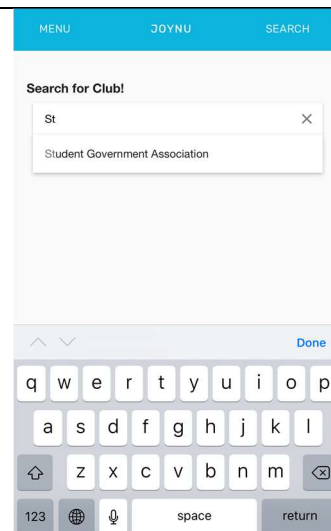 MENU JOYNU SEARCH
Search for Club!
St
Student Government Association
Done
q w e r t y u i o p
a s d f g h j k l
z x c v b n m
123 space return